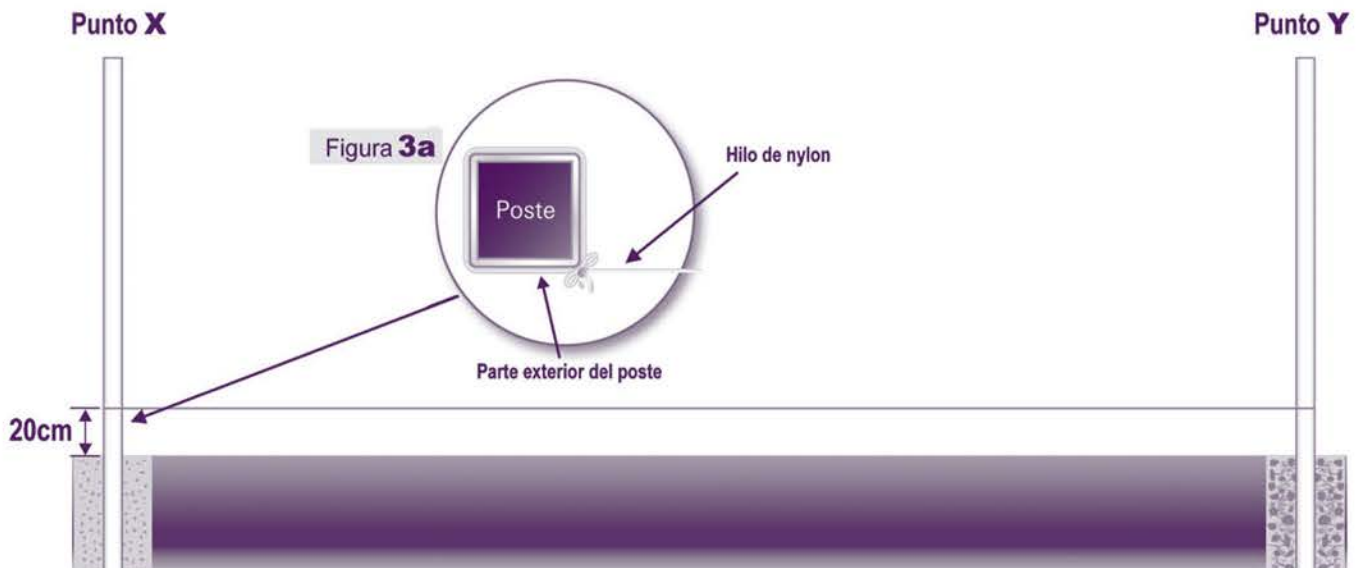 Punto X
Punto Y
Figura 3a
Hilo de nylon
Poste
Parte exterior del poste
20cm